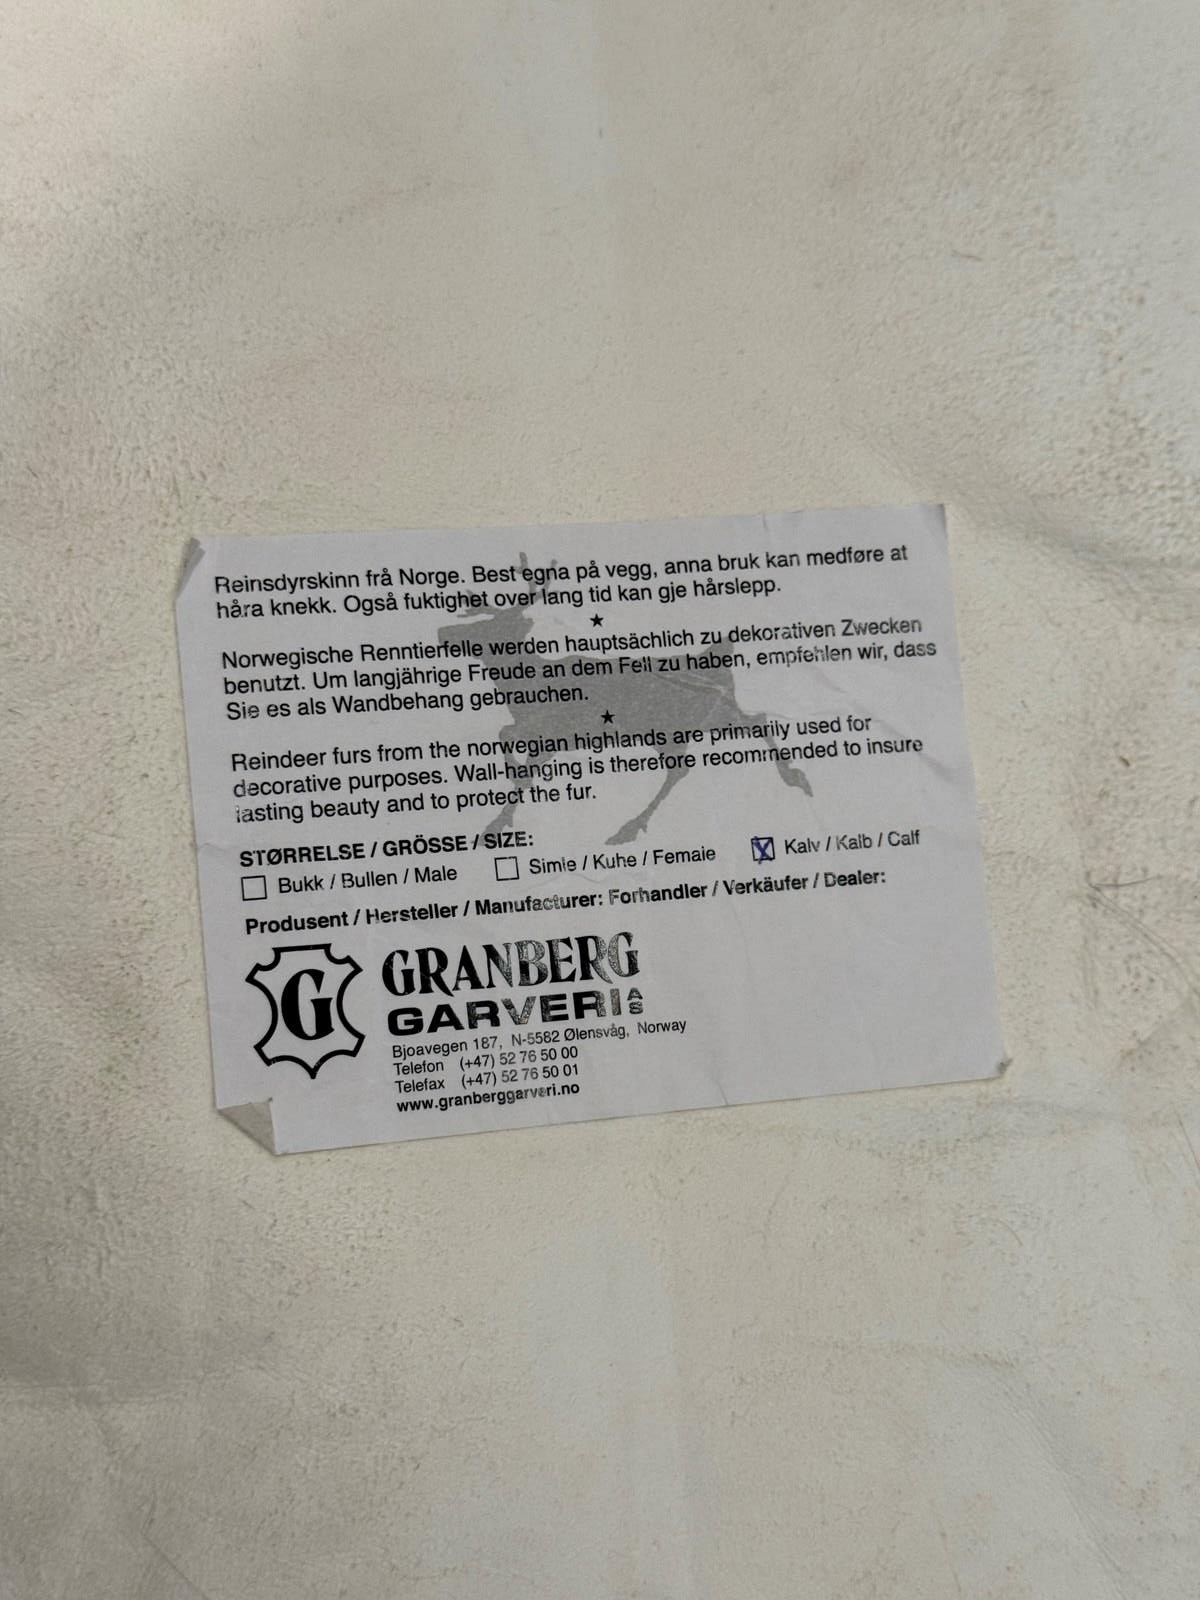 Reinsdyrskinn frå Norge. Best egna på vegg, anna bruk kan medføre at
håra knekk. Også fuktighet over lang tid kan gje hårslepp.
★
Norwegische Renntierfelle werden hauptsächlich zu dekorativen Zwecken
benutzt. Um langjährige Freude an dem Fell zu haben, empfehlen wir, dass
Sie es als Wandbehang gebrauchen.
★
Reindeer furs from the norwegian highlands are primarily used for
decorative purposes. Wall-hanging is therefore recommended to insure
lasting beauty and to protect the fur.
STØRRELSE / GRÖSSE / SIZE:
☐ Bukk / Bullen / Male ☐ Simle / Kuhe / Female ☒ Kalv / Kalb / Calf
Produsent / Hersteller / Manufacturer: Forhandler / Verkäufer / Dealer:
G GRANBERG
GARVERI AS
Bjoavegen 187, N-5582 Ølensvåg, Norway
Telefon (+47) 52 76 50 00
Telefax (+47) 52 76 50 01
www.granberggarveri.no